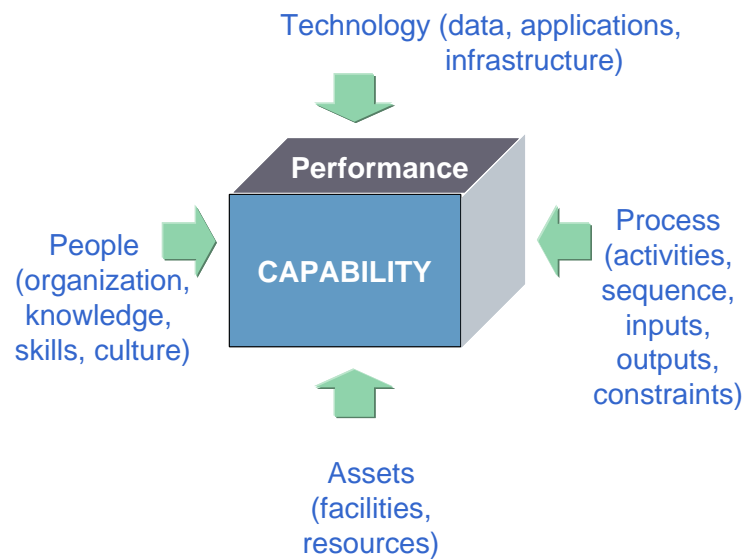 Technology (data, applications,
infrastructure)
Performance
CAPABILITY
People
(organization,
knowledge,
skills, culture)
Process
(activities,
sequence,
inputs,
outputs,
constraints)
Assets
(facilities,
resources)